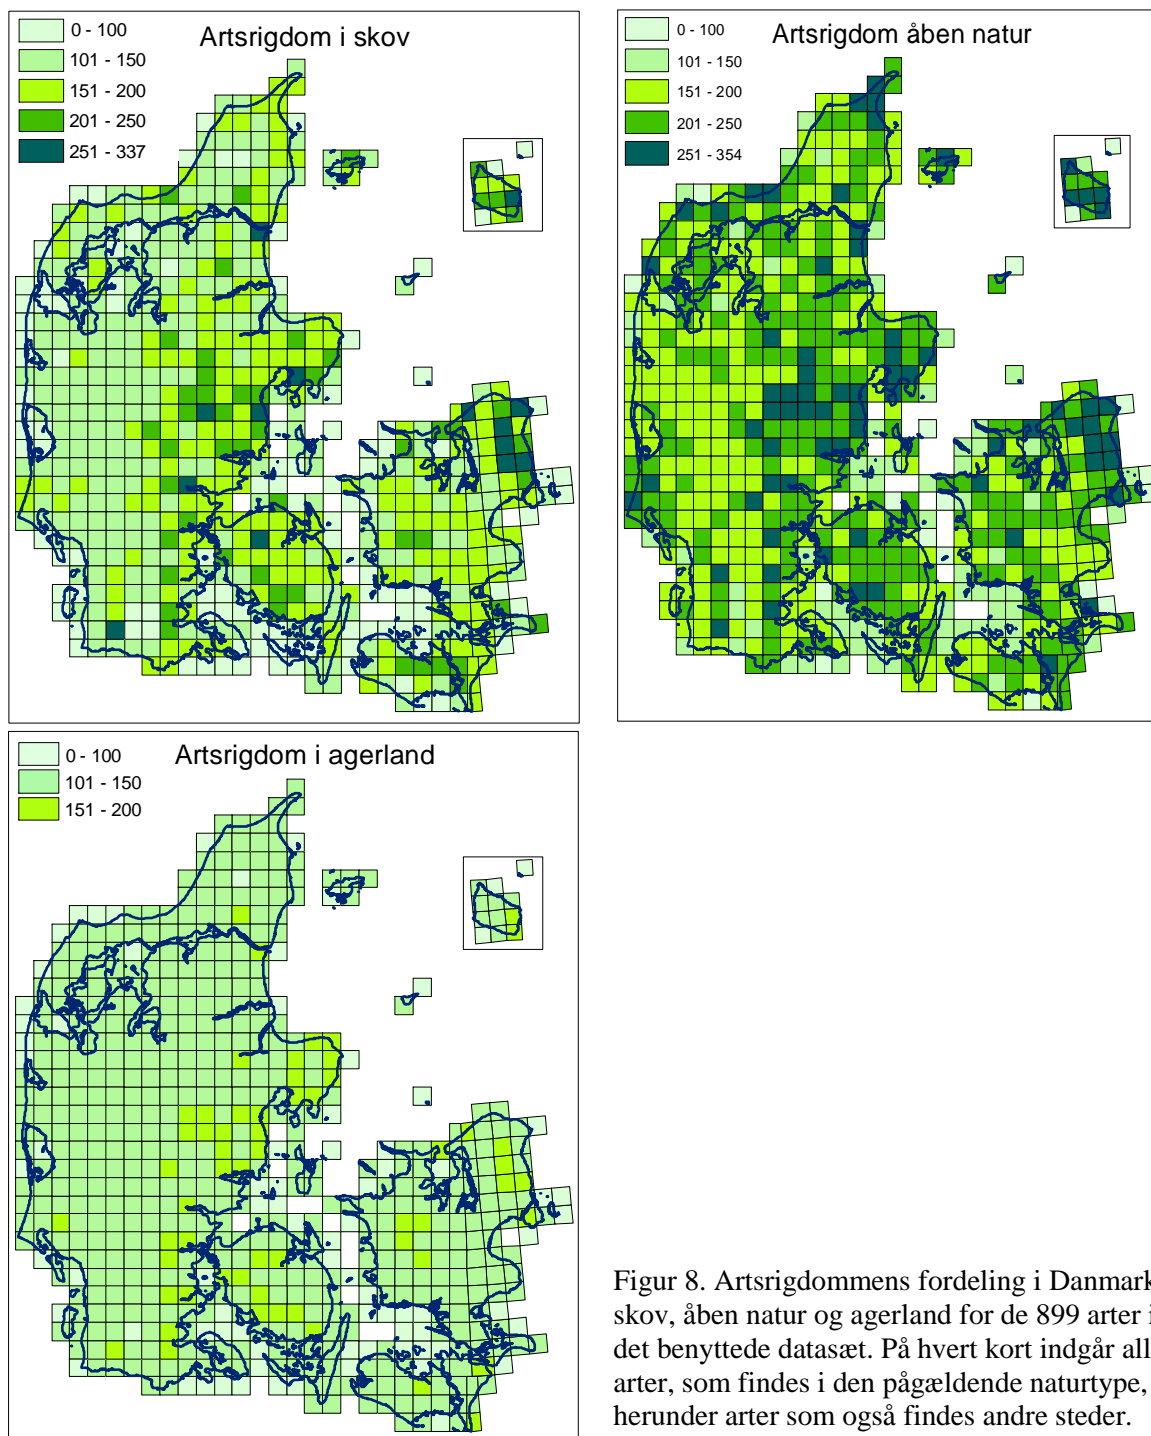 Artsrigdom i skov
0 - 100
101 - 150
151 - 200
201 - 250
251 - 337
Artsrigdom åben natur
0 - 100
101 - 150
151 - 200
201 - 250
251 - 354
Artsrigdom i agerland
0 - 100
101 - 150
151 - 200
Figur 8. Artsrigdommens fordeling i Danmark
skov, åben natur og agerland for de 899 arter i
det benyttede datasæt. På hvert kort indgår all
arter, som findes i den pågældende naturtype,
herunder arter som også findes andre steder.